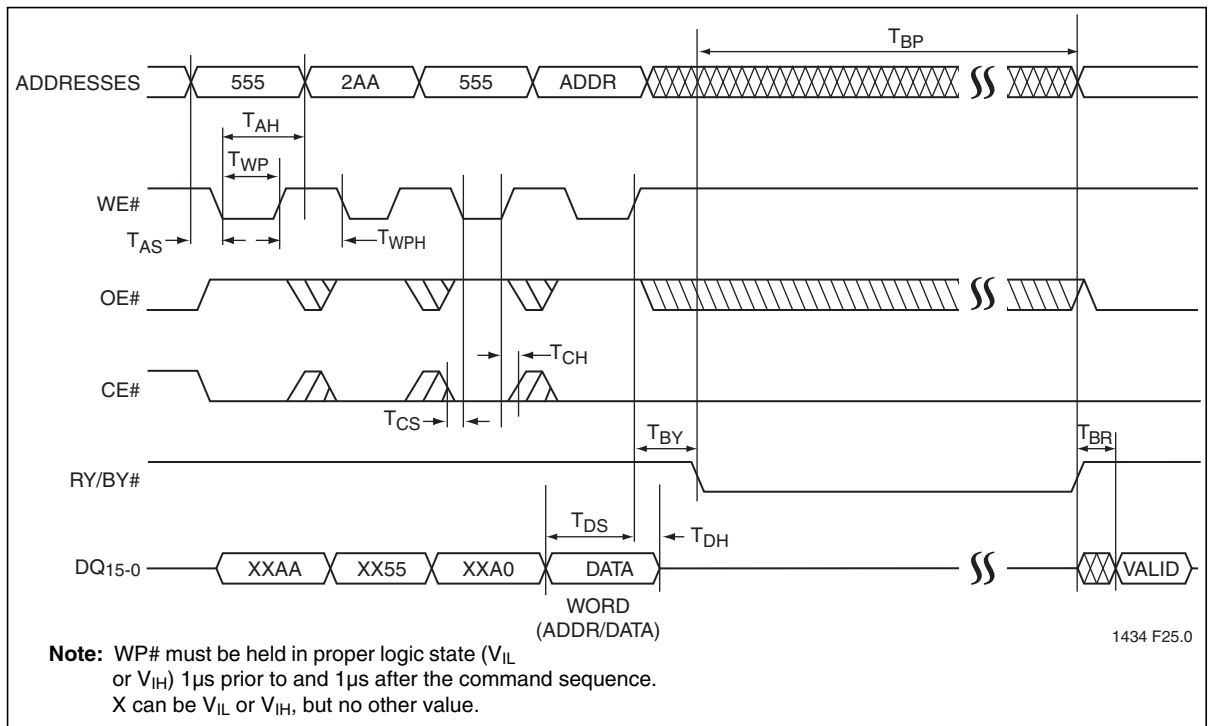 T_BP
ADDRESSES 555 2AA 555 ADDR
T_AH
T_WP
WE#
T_AS T_WPH
OE#
T_CH
CE#
T_CS
T_BY T_BR
RY/BY#
T_DS T_DH
DQ15-0 XXAA XX55 XXA0 DATA VALID
WORD
(ADDR/DATA)
1434 F25.0
Note: WP# must be held in proper logic state (V_IL
or V_IH) 1µs prior to and 1µs after the command sequence.
X can be V_IL or V_IH, but no other value.